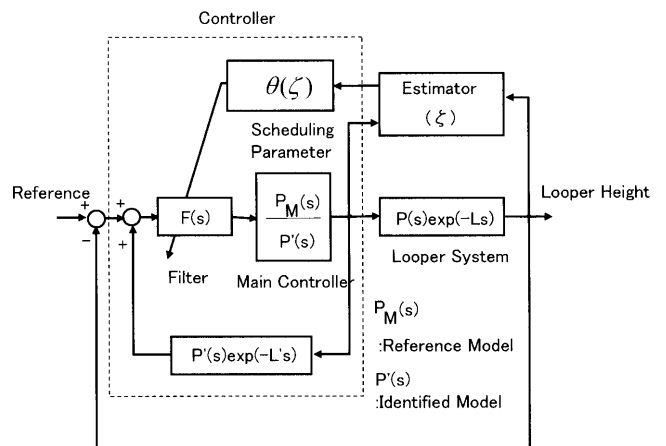 Controller
θ(ζ)
Estimator
(ζ)
Scheduling
Parameter
Reference
+
−
+
+
F(s)
P_M(s)
P'(s)
P(s)exp(-Ls)
Looper Height
Filter
Main Controller
Looper System
P'(s)exp(-L's)
P_M(s)
:Reference Model
P'(s)
:Identified Model